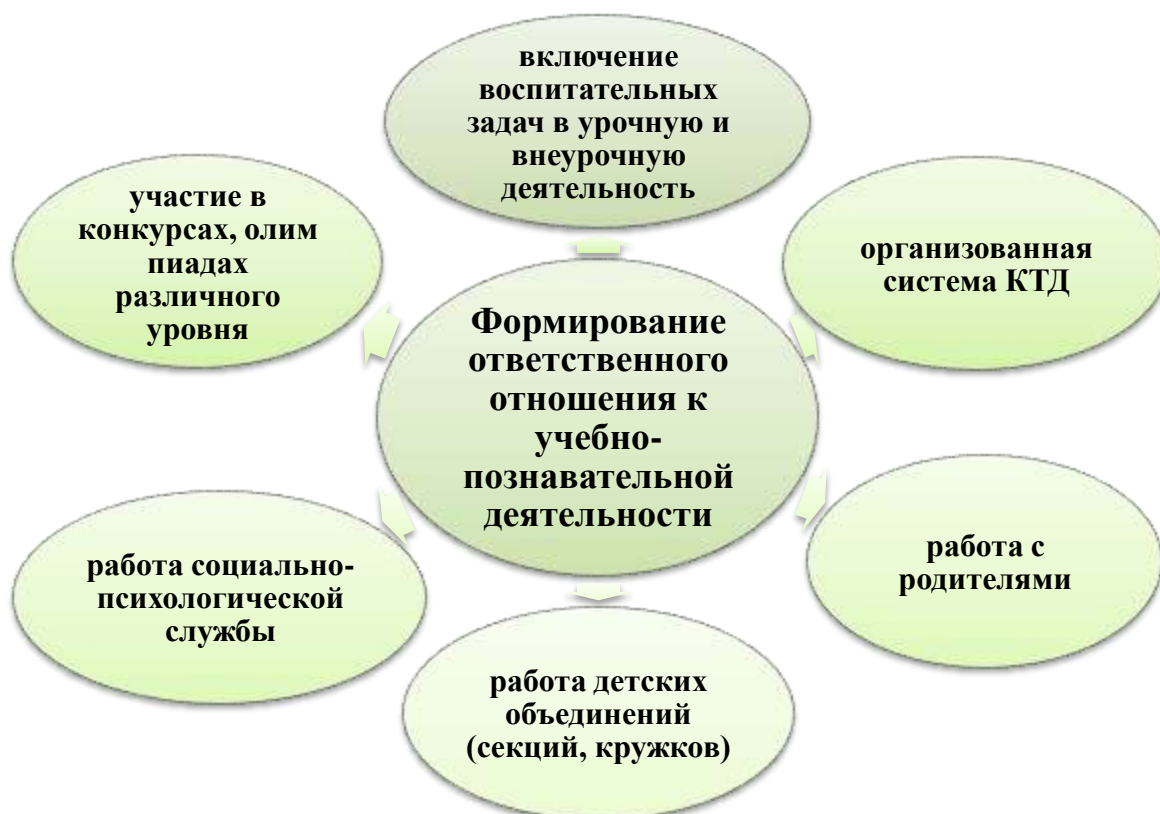 включение
воспитательных
задач в урочную и
внеурочную
деятельность
участие в
конкурсах, олим
пиадах
различного
уровня
организованная
система КТД
Формирование
ответственного
отношения к
учебно-
познавательной
деятельности
работа социально-
психологической
службы
работа с
родителями
работа детских
объединений
(секций, кружков)